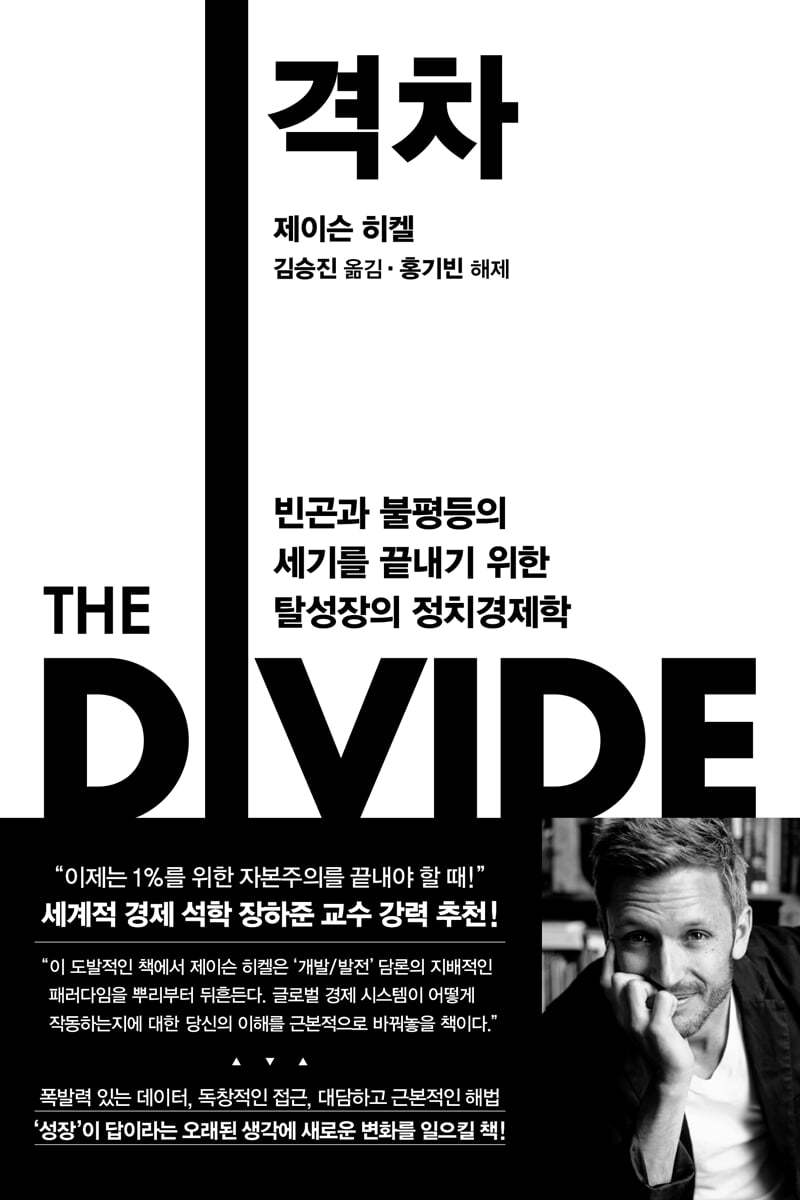 격차
제이슨 히켈
김승진 옮김 · 홍기빈 해제
빈곤과 불평등의
세기를 끝내기 위한
탈성장의 정치경제학
THE
DIVIDE
“이제는 1%를 위한 자본주의를 끝내야 할 때!”
세계적 경제 석학 장하준 교수 강력 추천!
“이 도발적인 책에서 제이슨 히켈은 ‘개발/발전’ 담론의 지배적인
패러다임을 뿌리부터 뒤흔든다. 글로벌 경제 시스템이 어떻게
작동하는지에 대한 당신의 이해를 근본적으로 바꿔놓을 책이다.”
폭발력 있는 데이터, 독창적인 접근, 대담하고 근본적인 해법
‘성장’이 답이라는 오래된 생각에 새로운 변화를 일으킬 책!